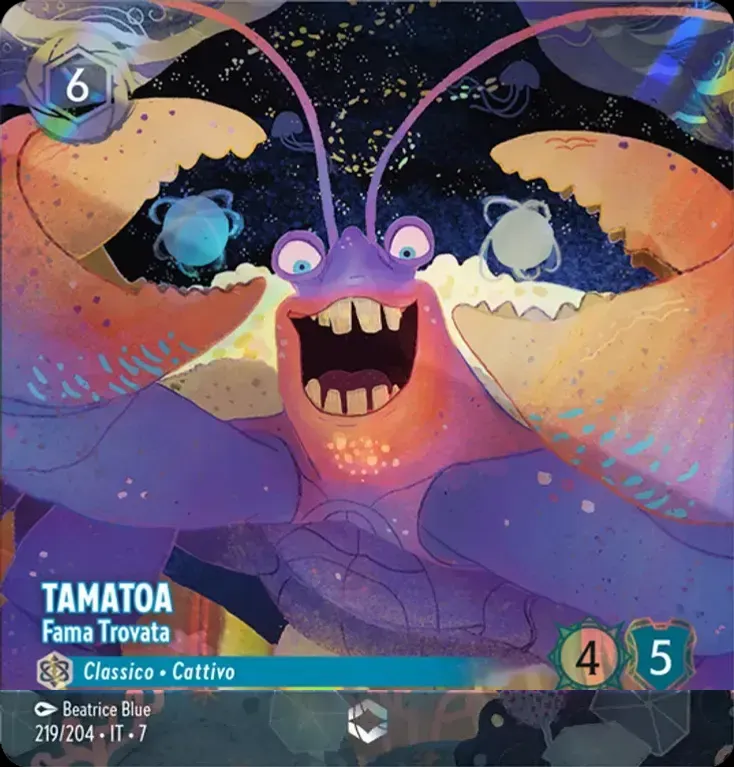 6
TAMATOA
Fama Trovata
4 5
Classico • Cattivo
Beatrice Blue
219/204 • IT • 7